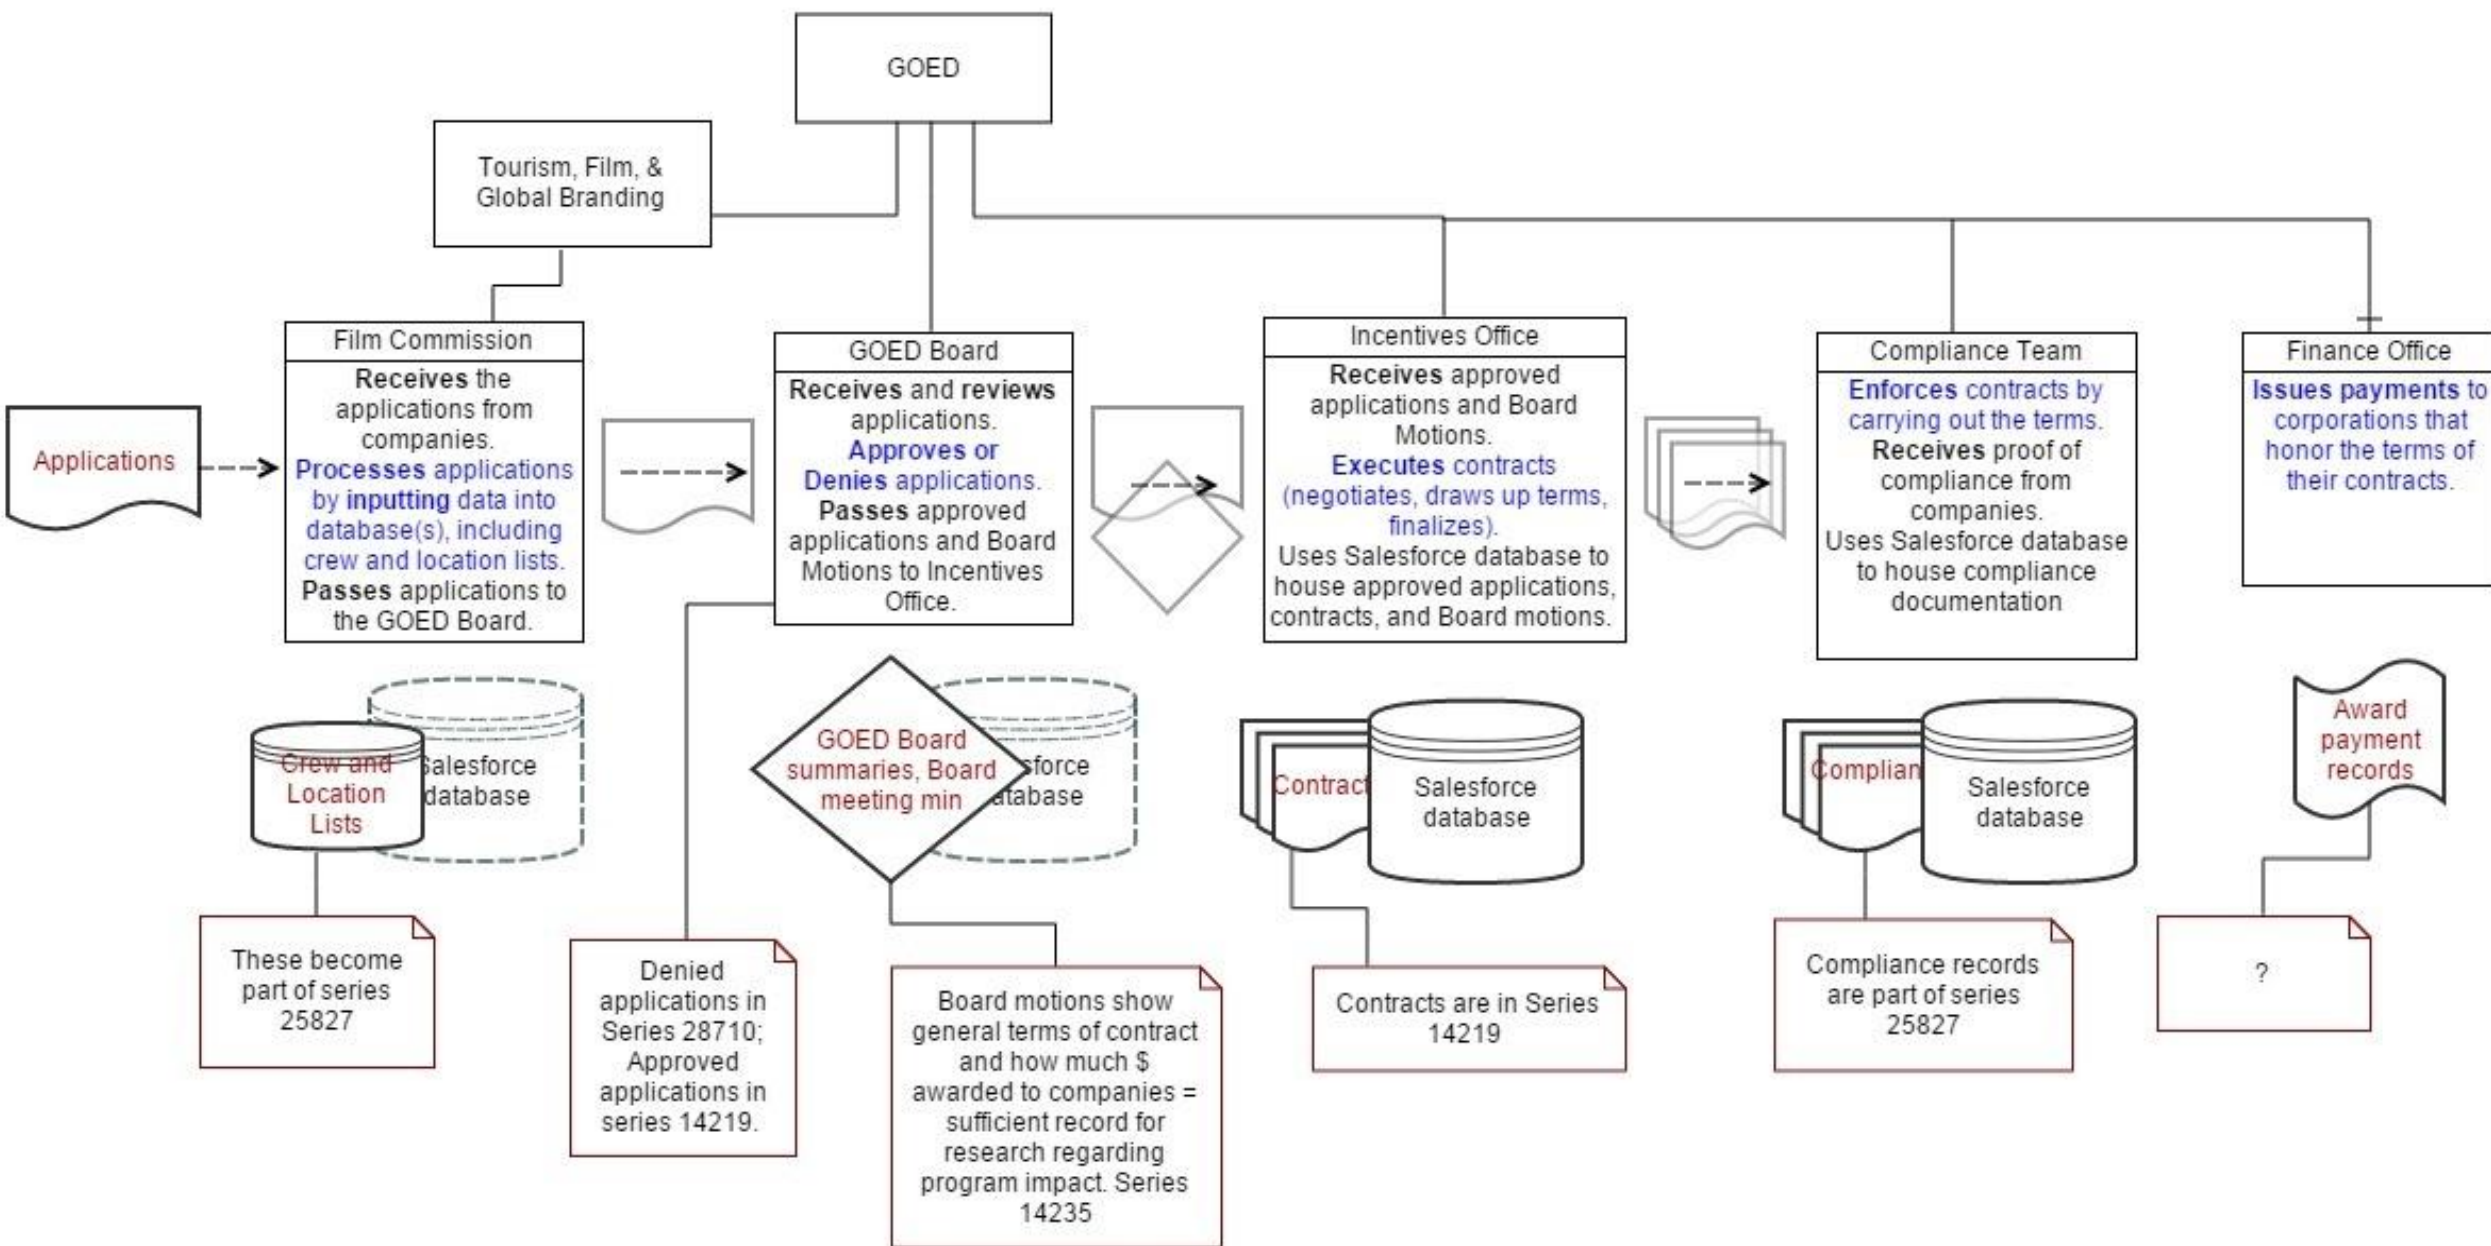 GOED
Tourism, Film, &
Global Branding
Applications
Film Commission
Receives the
applications from
companies.
Processes applications
by inputting data into
database(s), including
crew and location lists.
Passes applications to
the GOED Board.
GOED Board
Receives and reviews
applications.
Approves or
Denies applications.
Passes approved
applications and Board
Motions to Incentives
Office.
Incentives Office
Receives approved
applications and Board
Motions.
Executes contracts
(negotiates, draws up terms,
finalizes).
Uses Salesforce database to
house approved applications,
contracts, and Board motions.
Compliance Team
Enforces contracts by
carrying out the terms.
Receives proof of
compliance from
companies.
Uses Salesforce database
to house compliance
documentation
Finance Office
Issues payments to
corporations that
honor the terms of
their contracts.
Crew and
Location
Lists
Salesforce
database
GOED Board
summaries, Board
meeting min
sforce
atabase
Contract
Salesforce
database
Complian
Salesforce
database
Award
payment
records
These become
part of series
25827
Denied
applications in
Series 28710;
Approved
applications in
series 14219.
Board motions show
general terms of contract
and how much $
awarded to companies =
sufficient record for
research regarding
program impact. Series
14235
Contracts are in Series
14219
Compliance records
are part of series
25827
?